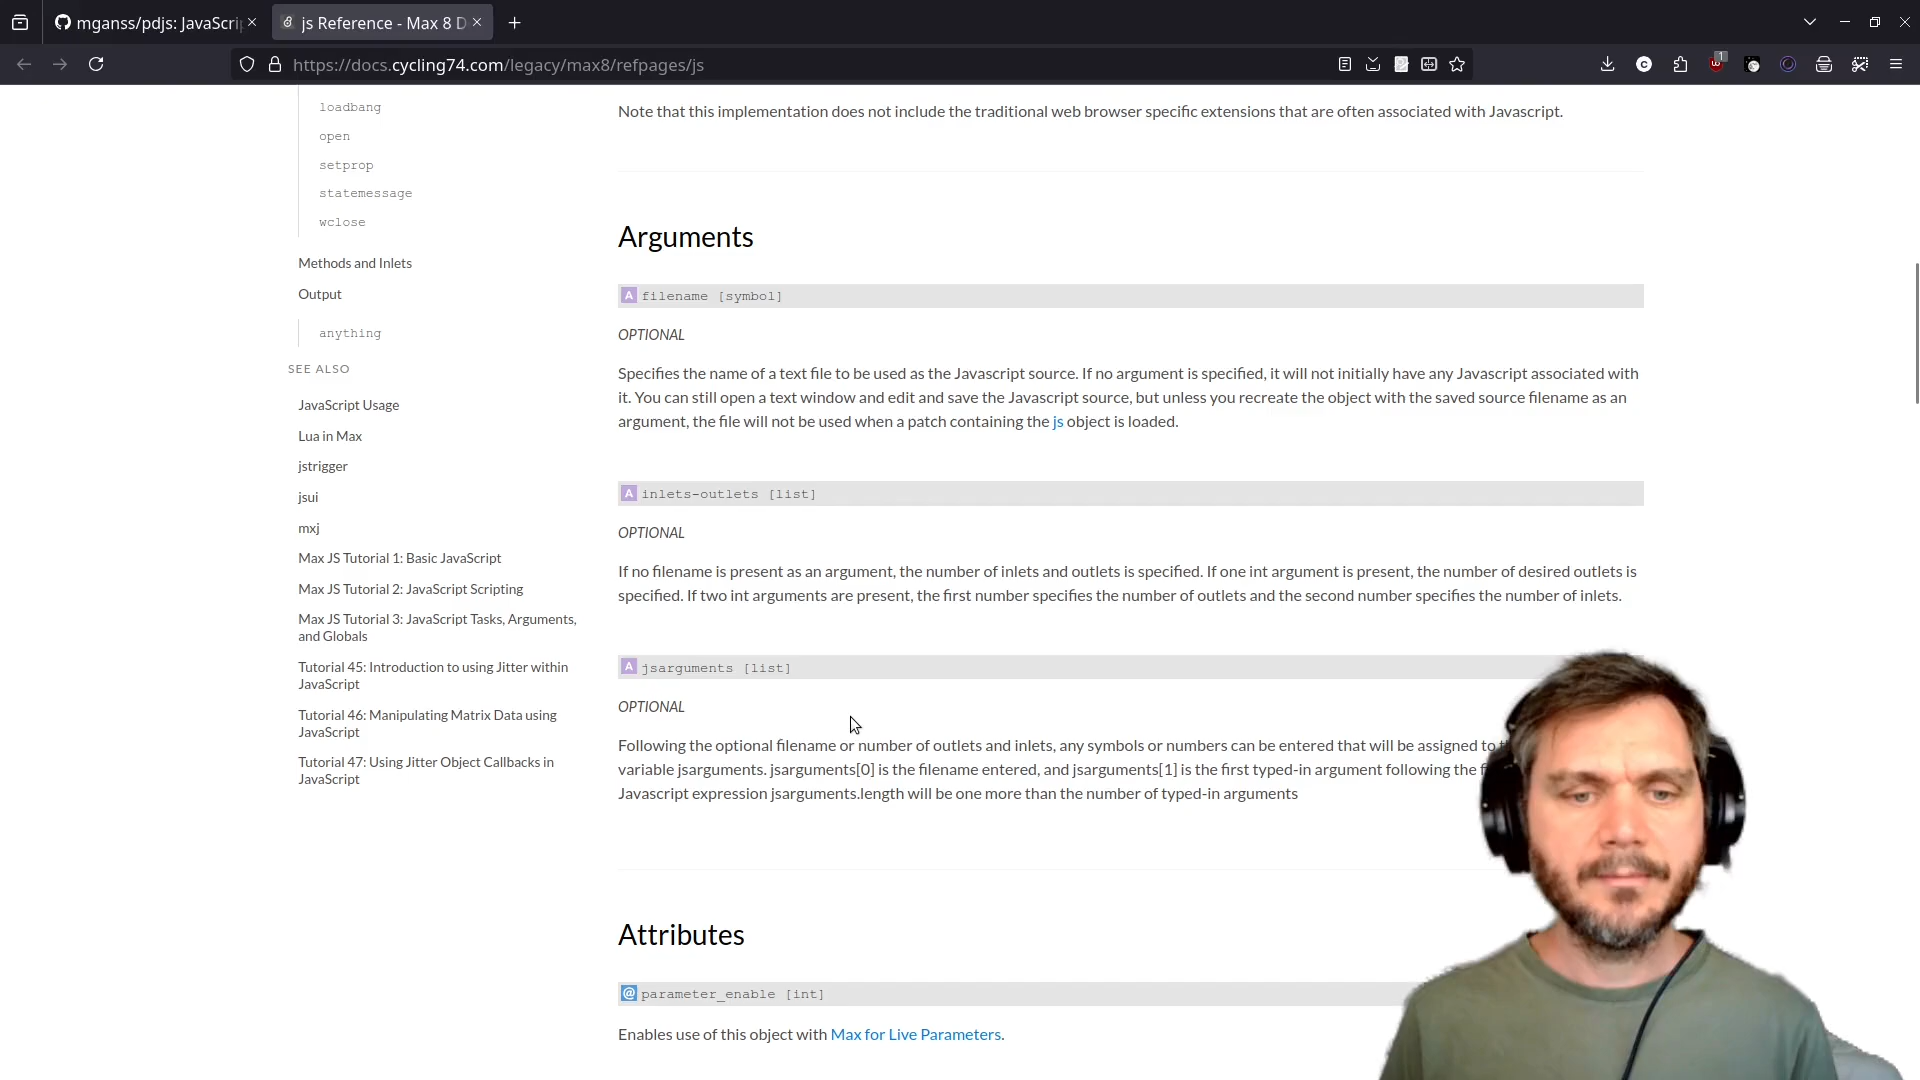 mganss/pdjs: JavaScri
js Reference - Max 8 D
https://docs.cycling74.com/legacy/max8/refpages/js
1
loadbang
open
setprop
statemessage
wclose
Methods and Inlets
Output
anything
SEE ALSO
JavaScript Usage
Lua in Max
jstrigger
jsui
mxj
Max JS Tutorial 1: Basic JavaScript
Max JS Tutorial 2: JavaScript Scripting
Max JS Tutorial 3: JavaScript Tasks, Arguments,
and Globals
Tutorial 45: Introduction to using Jitter within
JavaScript
Tutorial 46: Manipulating Matrix Data using
JavaScript
Tutorial 47: Using Jitter Object Callbacks in
JavaScript
Note that this implementation does not include the traditional web browser specific extensions that are often associated with Javascript.
Arguments
A filename [symbol]
OPTIONAL
Specifies the name of a text file to be used as the Javascript source. If no argument is specified, it will not initially have any Javascript associated with
it. You can still open a text window and edit and save the Javascript source, but unless you recreate the object with the saved source filename as an
argument, the file will not be used when a patch containing the js object is loaded.
A inlets-outlets [list]
OPTIONAL
If no filename is present as an argument, the number of inlets and outlets is specified. If one int argument is present, the number of desired outlets is
specified. If two int arguments are present, the first number specifies the number of outlets and the second number specifies the number of inlets.
A jsarguments [list]
OPTIONAL
Following the optional filename or number of outlets and inlets, any symbols or numbers can be entered that will be assigned to
variable jsarguments. jsarguments[0] is the filename entered, and jsarguments[1] is the first typed-in argument following the
Javascript expression jsarguments.length will be one more than the number of typed-in arguments
Attributes
@ parameter_enable [int]
Enables use of this object with Max for Live Parameters.